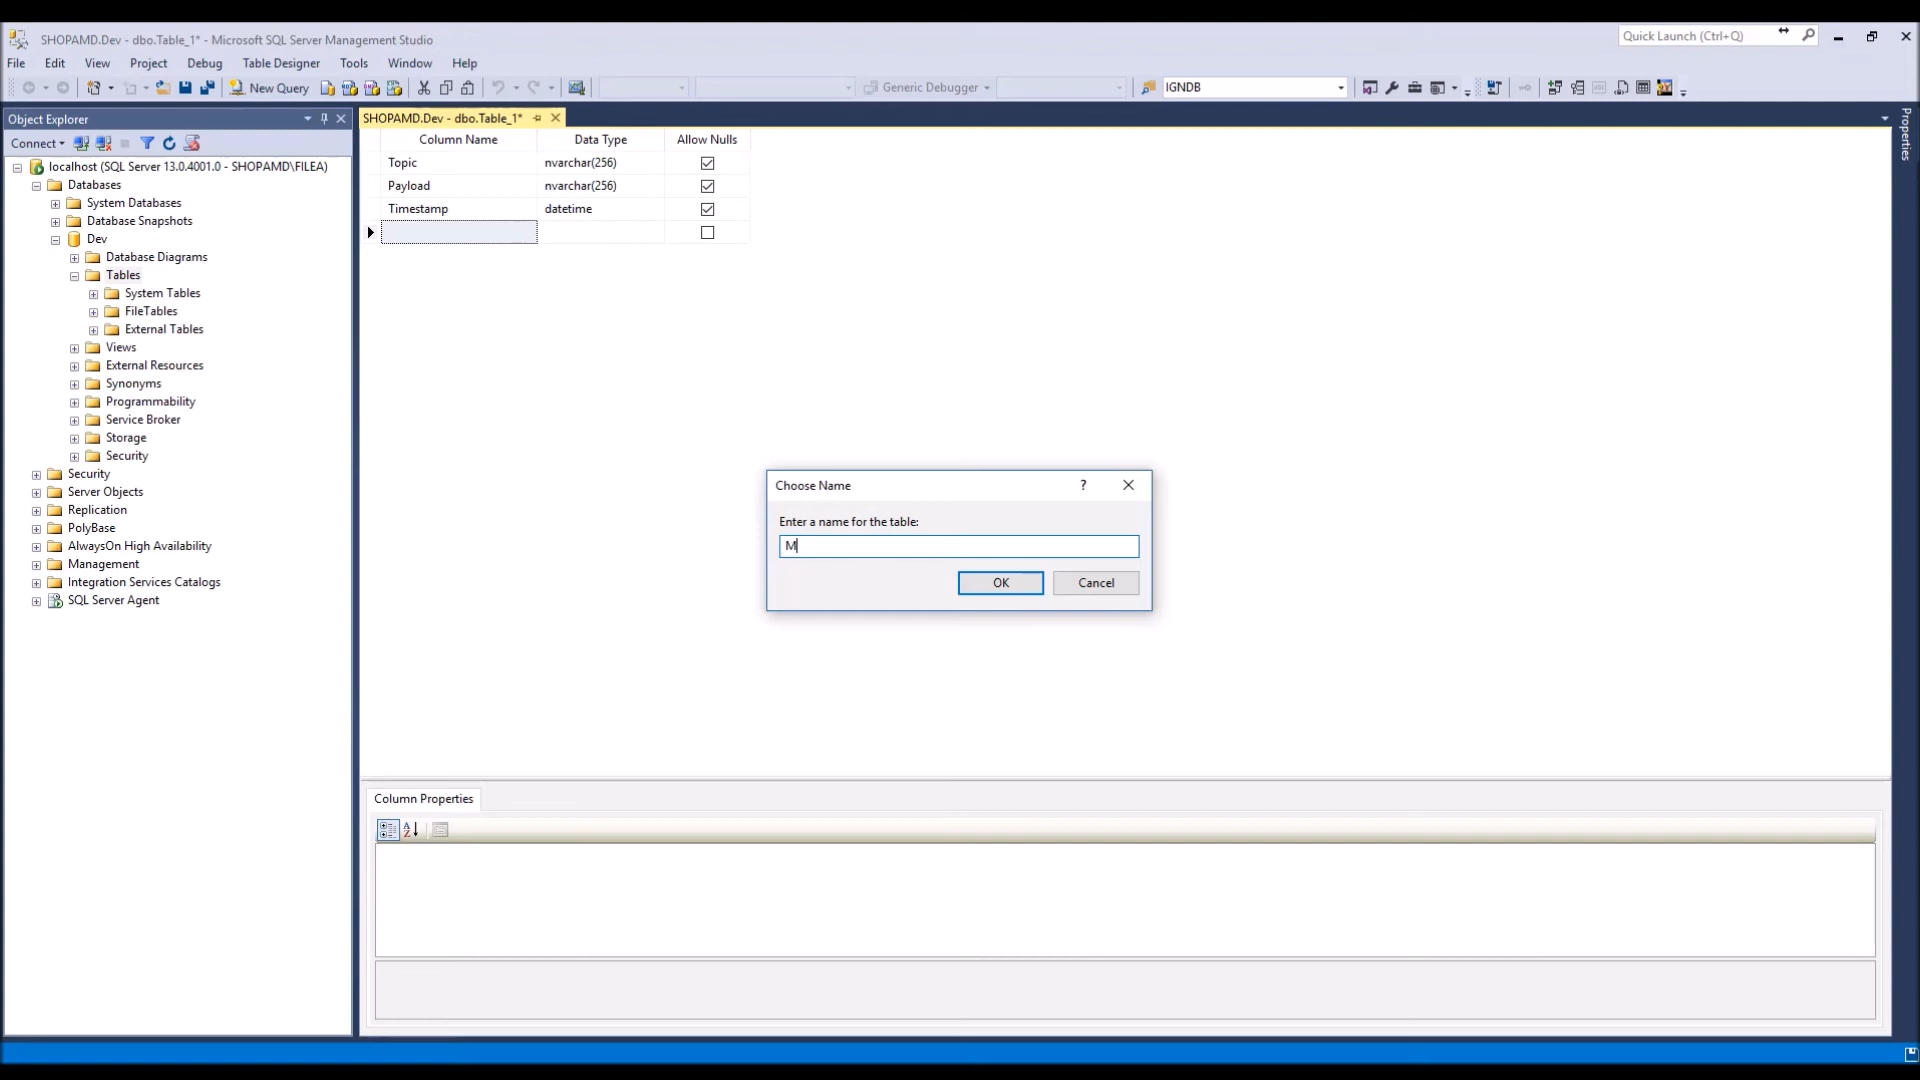 SHOPAMD.Dev - dbo.Table_1* - Microsoft SQL Server Management Studio
Quick Launch (Ctrl+Q)
File Edit View Project Debug Table Designer Tools Window Help
New Query
Generic Debugger
IGNDB
Object Explorer
Connect
localhost (SQL Server 13.0.4001.0 - SHOPAMD\FILEA)
Databases
System Databases
Database Snapshots
Dev
Database Diagrams
Tables
System Tables
FileTables
External Tables
Views
External Resources
Synonyms
Programmability
Service Broker
Storage
Security
Security
Server Objects
Replication
PolyBase
AlwaysOn High Availability
Management
Integration Services Catalogs
SQL Server Agent
SHOPAMD.Dev - dbo.Table_1*
Column Name Data Type Allow Nulls
Topic nvarchar(256)
Payload nvarchar(256)
Timestamp datetime
Choose Name
?
Enter a name for the table:
M
OK Cancel
Column Properties
Properties